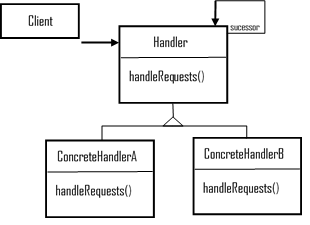 Client
sucessor
Handler
handleRequests()
ConcreteHandlerA
handleRequests()
ConcreteHandlerB
handleRequests()